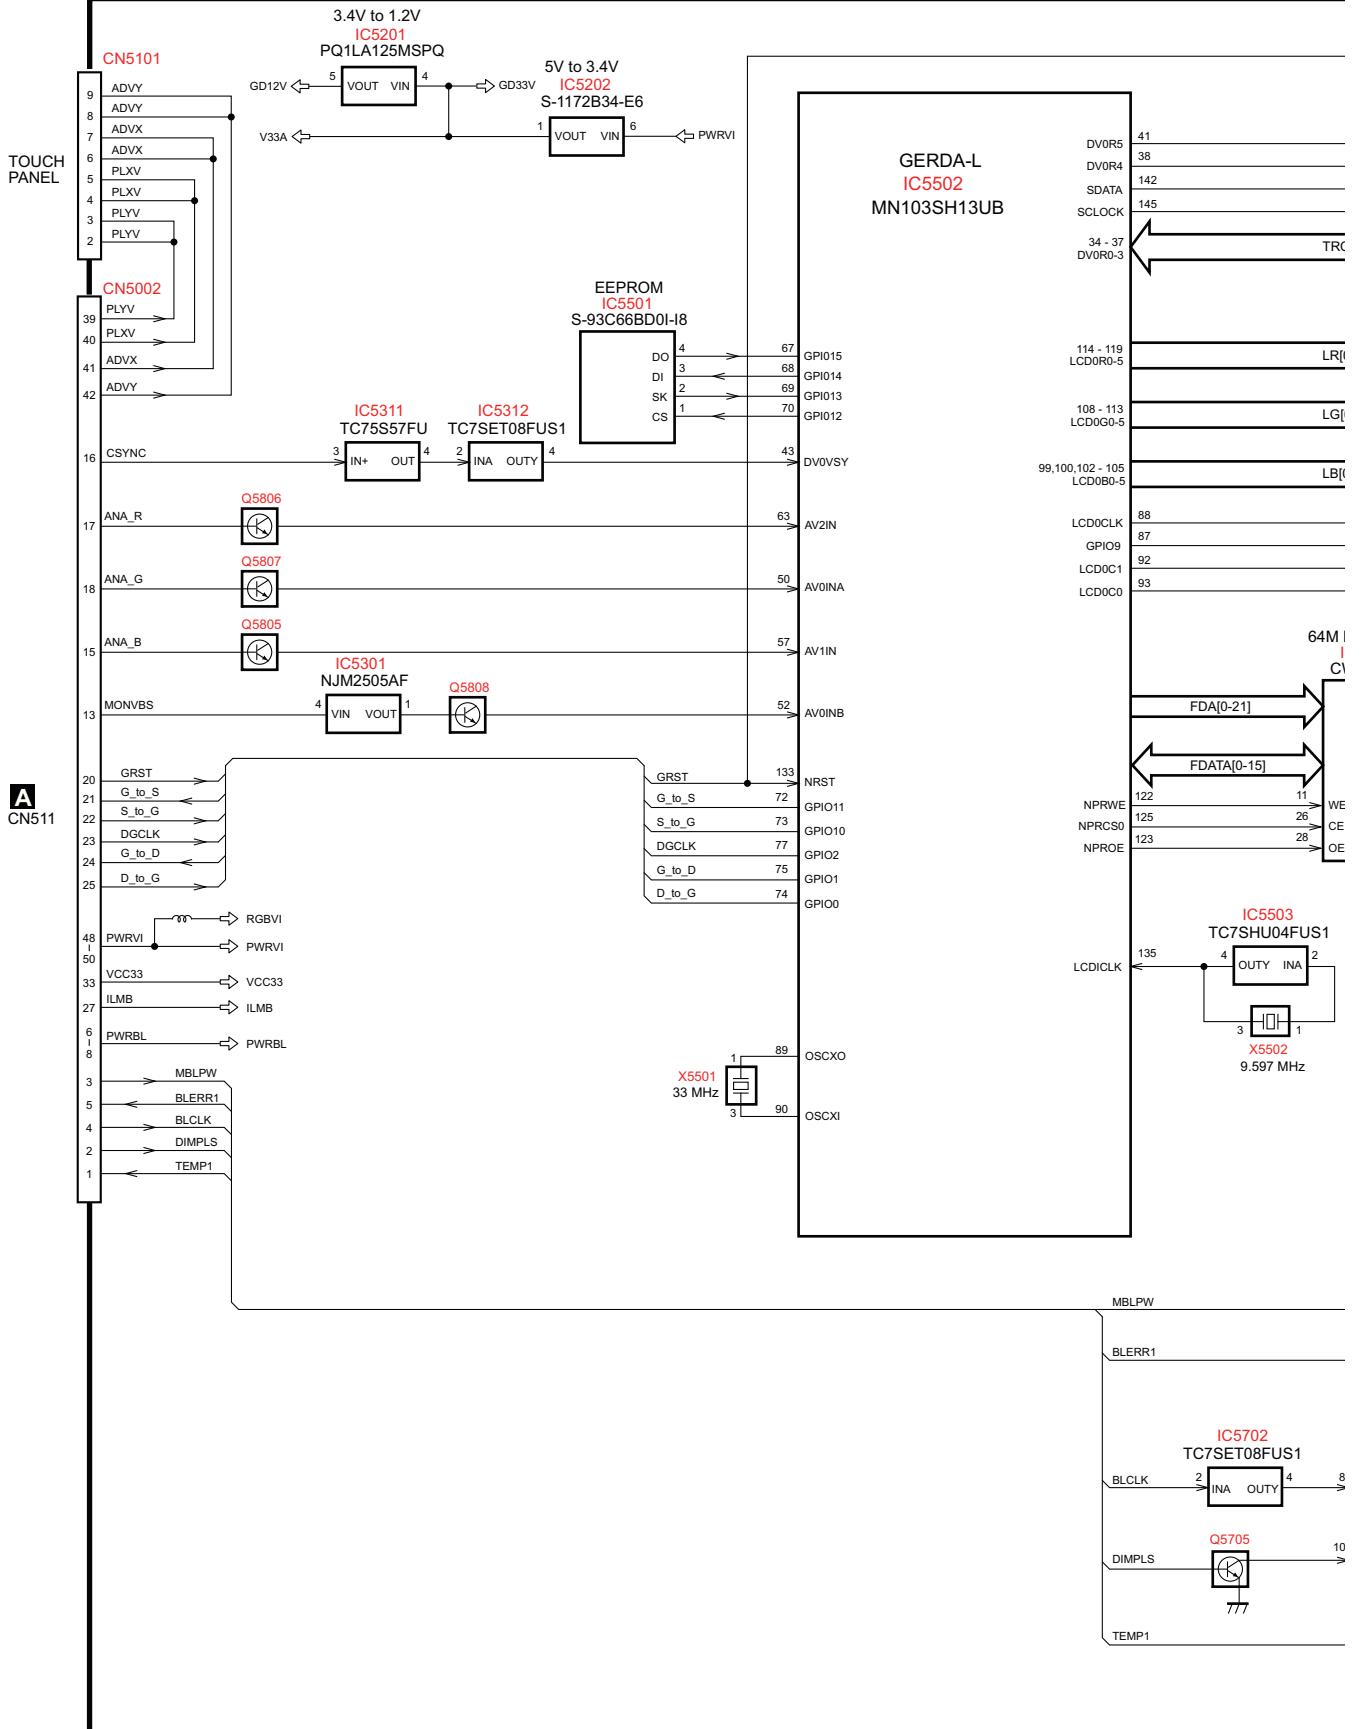 3.4V to 1.2V
IC5201
PQ1LA125MSPQ
GD12V
5
VOUT VIN
4
GD33V
V33A
5V to 3.4V
IC5202
S-1172B34-E6
1
VOUT VIN
6
PWRVI
CN5101
TOUCH
PANEL
9 ADVY
8 ADVY
7 ADVX
6 ADVX
5 PLXV
4 PLXV
3 PLYV
2 PLYV
CN5002
39 PLYV
40 PLXV
41 ADVX
42 ADVY
16 CSYNC
IC5311
TC75S57FU
3 IN+ OUT 4
IC5312
TC7SET08FUS1
2 INA OUTY 4
43 DV0VSY
EEPROM
IC5501
S-93C66BD0I-I8
DO 4
DI 3
SK 2
CS 1
67 GPI015
68 GPI014
69 GPI013
70 GPI012
17 ANA_R
Q5806
63 AV2IN
18 ANA_G
Q5807
50 AV0INA
15 ANA_B
Q5805
57 AV1IN
13 MONVBS
IC5301
NJM2505AF
4 VIN VOUT 1
Q5808
52 AV0INB
A
CN511
20 GRST
21 G_to_S
22 S_to_G
23 DGCLK
24 G_to_D
25 D_to_G
GRST 133 NRST
G_to_S 72 GPIO11
S_to_G 73 GPIO10
DGCLK 77 GPIO2
G_to_D 75 GPIO1
D_to_G 74 GPIO0
RGBVI
48
50
PWRVI PWRVI
33 VCC33 VCC33
27 ILMB ILMB
6
8
PWRBL PWRBL
3 MBLPW
5 BLERR1
4 BLCLK
2 DIMPLS
1 TEMP1
X5501
33 MHz
1
3
89 OSCXO
90 OSCXI
GERDA-L
IC5502
MN103SH13UB
DV0R5 41
DV0R4 38
SDATA 142
SCLOCK 145
34 - 37
DV0R0-3
114 - 119
LCD0R0-5
108 - 113
LCD0G0-5
99,100,102 - 105
LCD0B0-5
LCD0CLK 88
GPIO9 87
LCD0C1 92
LCD0C0 93
64M
FDA[0-21]
FDATA[0-15]
NPRWE 122 11 WE
NPRCS0 125 26 CE
NPROE 123 28 OE
IC5503
TC7SHU04FUS1
LCDICLK 135
4 OUTY INA 2
3 1
X5502
9.597 MHz
MBLPW
BLERR1
IC5702
TC7SET08FUS1
BLCLK 2 INA OUTY 4 8
Q5705
DIMPLS 10
TEMP1